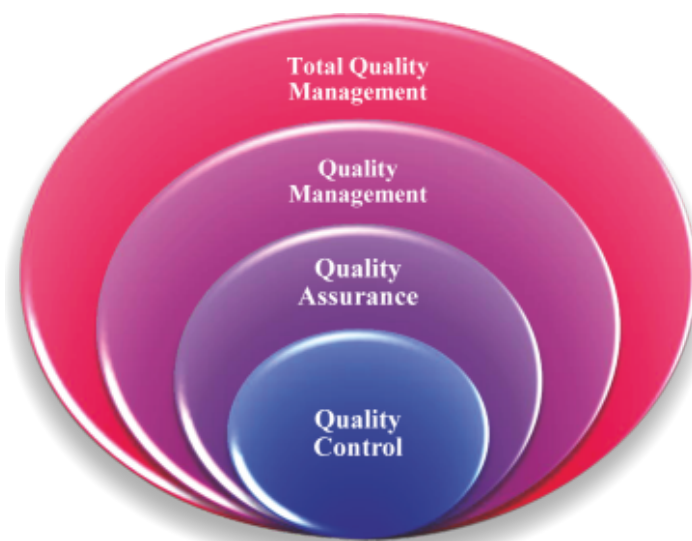 Total Quality
Management
Quality
Management
Quality
Assurance
Quality
Control